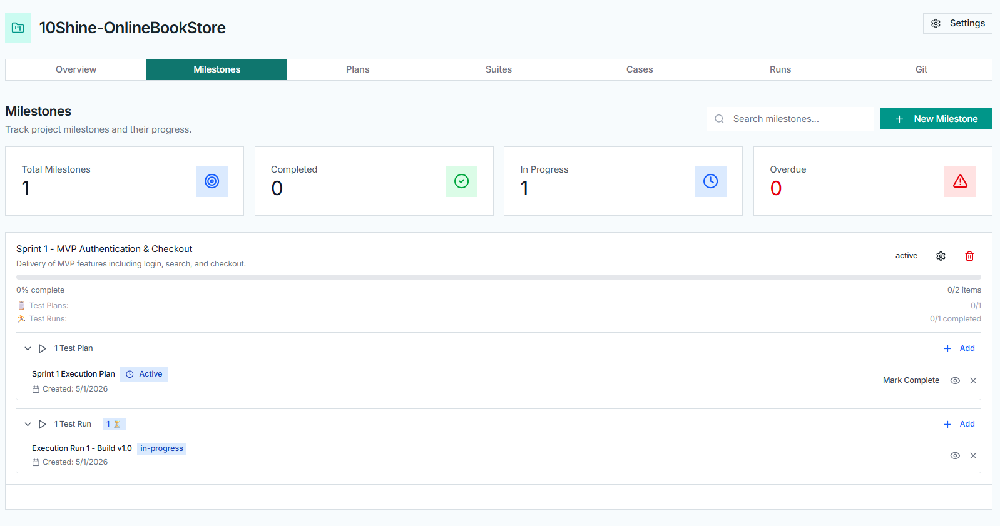 10Shine-OnlineBookStore
Settings
Overview
Milestones
Plans
Suites
Cases
Runs
Git
Milestones
Track project milestones and their progress.
Search milestones...
New Milestone
Total Milestones
1
Completed
0
In Progress
1
Overdue
0
Sprint 1 - MVP Authentication & Checkout
Delivery of MVP features including login, search, and checkout.
active
0% complete
0/2 items
Test Plans:
0/1
Test Runs:
0/1 completed
1 Test Plan
Add
Sprint 1 Execution Plan
Active
Created: 5/1/2026
Mark Complete
1 Test Run
1
Add
Execution Run 1 - Build v1.0
in-progress
Created: 5/1/2026